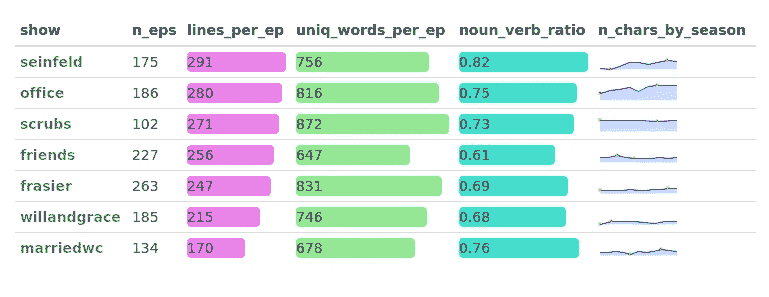 show n_eps lines_per_ep uniq_words_per_ep noun_verb_ratio n_chars_by_season
seinfeld 175 291 756 0.82
office 186 280 816 0.75
scrubs 102 271 872 0.73
friends 227 256 647 0.61
frasier 263 247 831 0.69
willandgrace 185 215 746 0.68
marriedwc 134 170 678 0.76